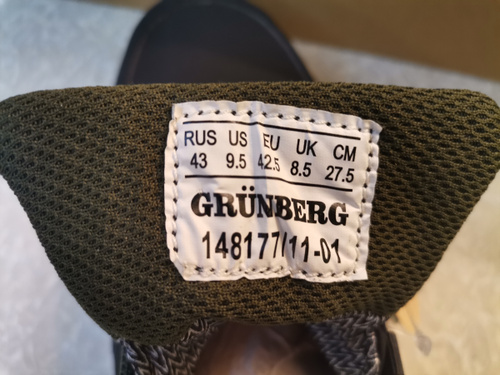 RUS US EU UK CM
43 9.5 42.5 8.5 27.5
GRÜNBERG
148177/11-01